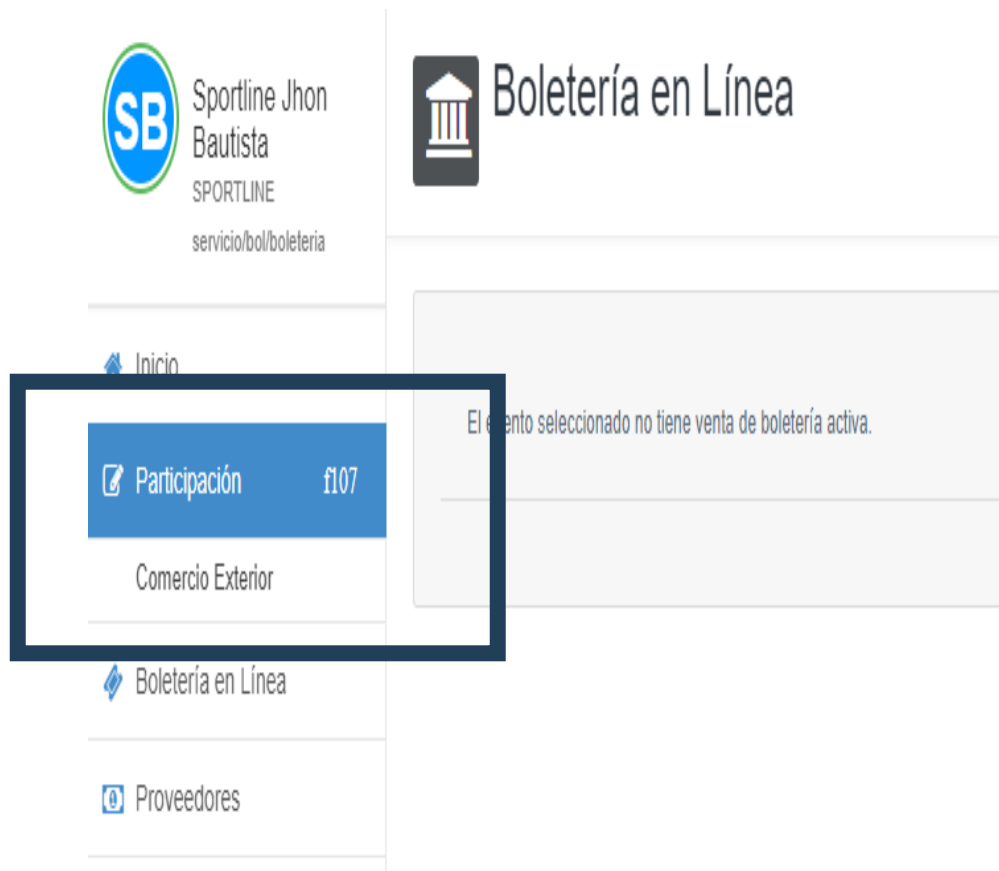 SB
Sportline Jhon
Bautista
SPORTLINE
servicio/bol/boleteria
Inicio
Participación f107
Comercio Exterior
Boletería en Línea
Proveedores
Boletería en Línea
El evento seleccionado no tiene venta de boletería activa.